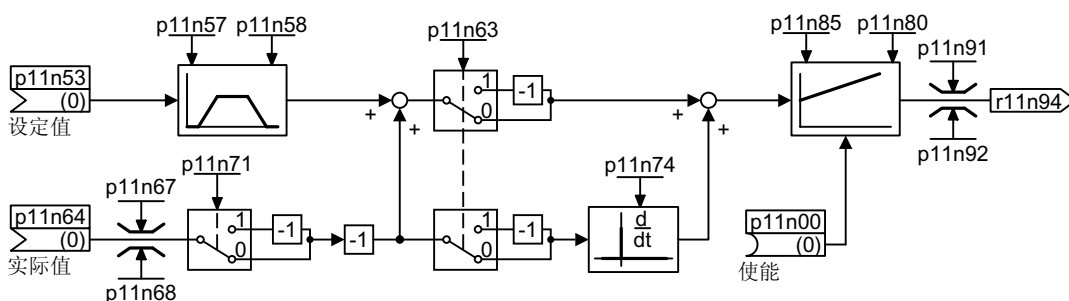 p11n57 p11n58 p11n63 p11n85 p11n80 p11n91
p11n53
(0)
设定值
1
0
-1
+
+
+
+
r11n94
p11n92
p11n67 p11n71 p11n74
p11n64
(0)
实际值
1
0
-1
-1
1
0
-1
d
dt
p11n00
(0)
使能
p11n68